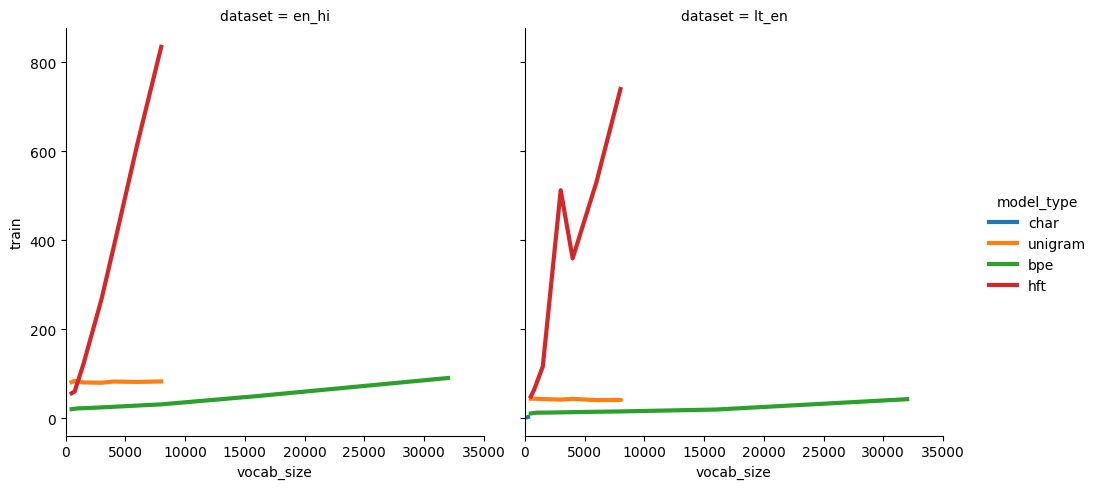 dataset = en_hi
dataset = lt_en
800
600
400
200
0
train
0 5000 10000 15000 20000 25000 30000 35000
0 5000 10000 15000 20000 25000 30000 35000
vocab_size
vocab_size
model_type
char
unigram
bpe
hft